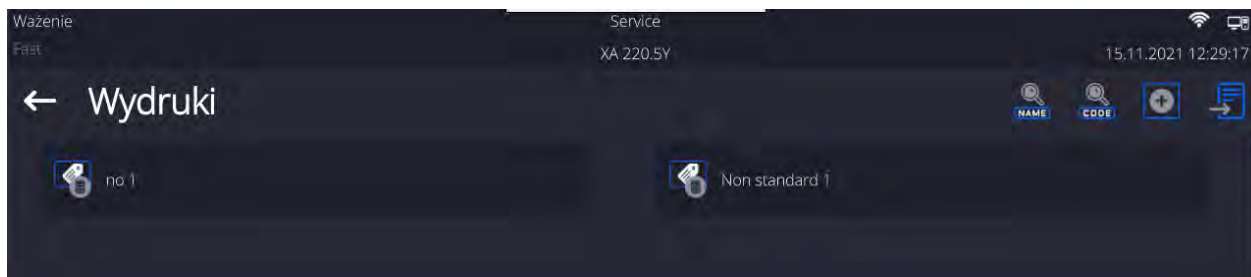 Ważenie Service
Fast XA 220.5Y 15.11.2021 12:29:17
Wydruki NAME CODE
no 1 Non standard 1